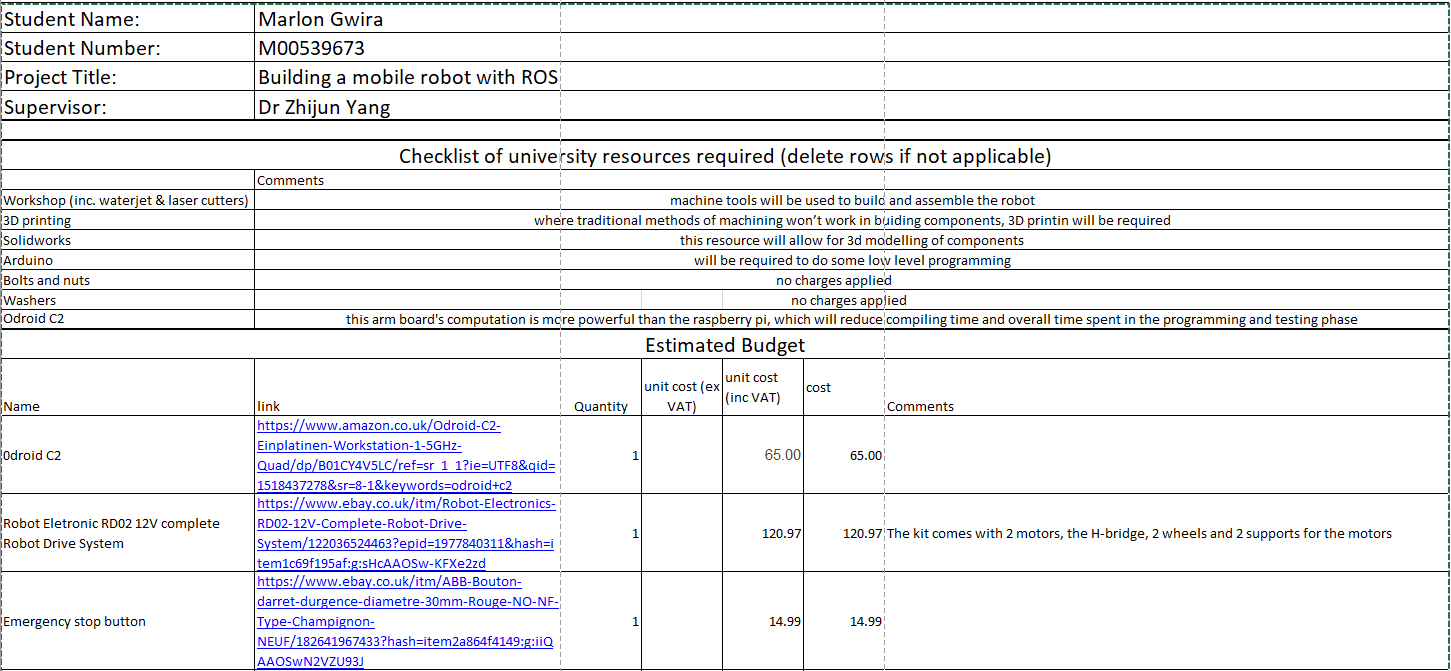 Student Name: Marlon Gwira
Student Number: M00539673
Project Title: Building a mobile robot with ROS
Supervisor: Dr Zhijun Yang
Checklist of university resources required (delete rows if not applicable)
Comments
Workshop (inc. waterjet & laser cutters) machine tools will be used to build and assemble the robot
3D printing where traditional methods of machining won't work in buiding components, 3D printin will be required
Solidworks this resource will allow for 3d modelling of components
Arduino will be required to do some low level programming
Bolts and nuts no charges applied
Washers no charges applied
Odroid C2 this arm board's computation is more powerful than the raspberry pi, which will reduce compiling time and overall time spent in the programming and testing phase
Estimated Budget
Name link Quantity unit cost (ex VAT) unit cost (inc VAT) cost Comments
0droid C2
https://www.amazon.co.uk/Odroid-C2-
Einplatinen-Workstation-1-5GHz-
Quad/dp/B01CY4V5LC/ref=sr_1_1?ie=UTF8&qid=
1518437278&sr=8-1&keywords=odroid+c2
1 65.00 65.00
Robot Eletronic RD02 12V complete
Robot Drive System
https://www.ebay.co.uk/itm/Robot-Electronics-
RD02-12V-Complete-Robot-Drive-
System/122036524463?epid=1977840311&hash=i
tem1c69f195af:g:sHcAAOSw-KFXe2zd
1 120.97 120.97 The kit comes with 2 motors, the H-bridge, 2 wheels and 2 supports for the motors
Emergency stop button
https://www.ebay.co.uk/itm/ABB-Bouton-
darret-durgence-diametre-30mm-Rouge-NO-NF-
Type-Champignon-
NEUF/182641967433?hash=item2a864f4149:g:iiQ
AAOSwN2VZU93J
1 14.99 14.99